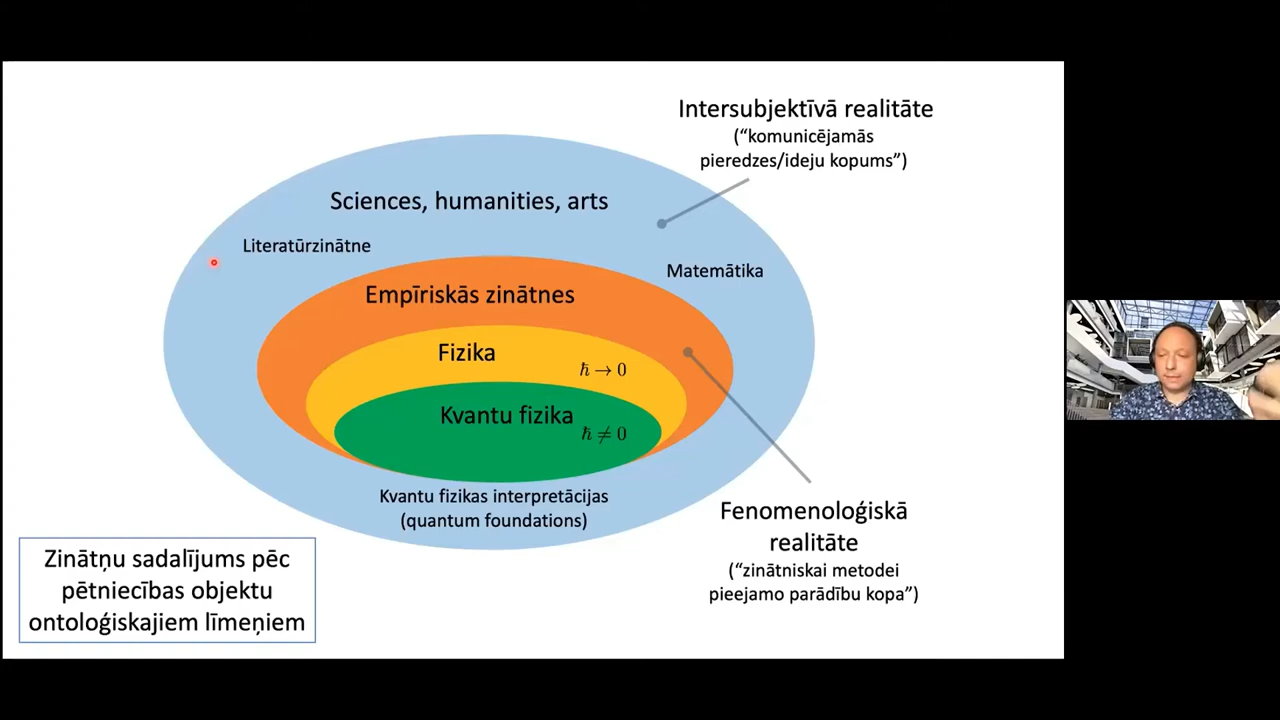 Intersubjektīvā realitāte
(“komunicējamās
pieredzes/ideju kopums”)
Sciences, humanities, arts
Literatūrzinātne
Matemātika
Empīriskās zinātnes
Fizika
ℏ → 0
Kvantu fizika
ℏ ≠ 0
Kvantu fizikas interpretācijas
(quantum foundations)
Fenomenoloģiskā
realitāte
(“zinātniskai metodei
pieejamo parādību kopa”)
Zinātņu sadalījums pēc
pētniecības objektu
ontoloģiskajiem līmeņiem